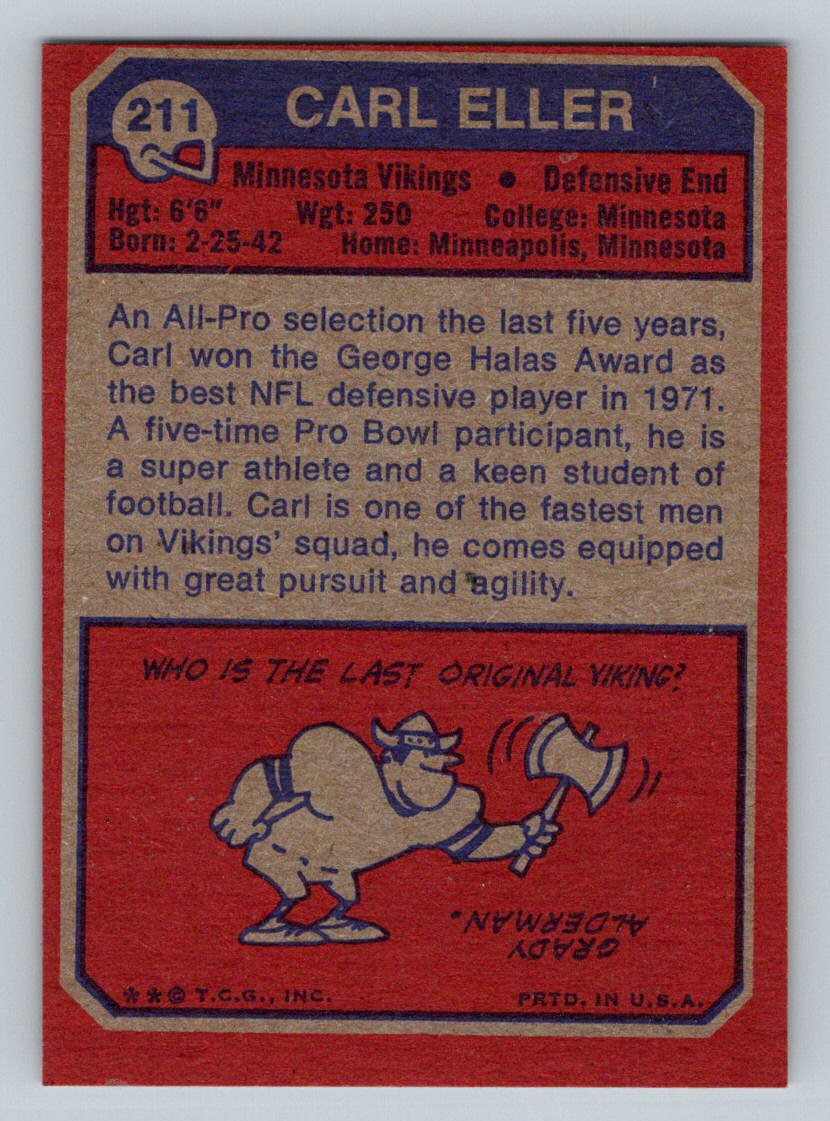 211
CARL ELLER
Minnesota Vikings • Defensive End
Hgt: 6'6" Wgt: 250 College: Minnesota
Born: 2-25-42 Home: Minneapolis, Minnesota
An All-Pro selection the last five years,
Carl won the George Halas Award as
the best NFL defensive player in 1971.
A five-time Pro Bowl participant, he is
a super athlete and a keen student of
football. Carl is one of the fastest men
on Vikings' squad, he comes equipped
with great pursuit and agility.
WHO IS THE LAST ORIGINAL VIKING?
GRADY
ALDERMAN.
**© T.C.G., INC. PRTD. IN U.S.A.